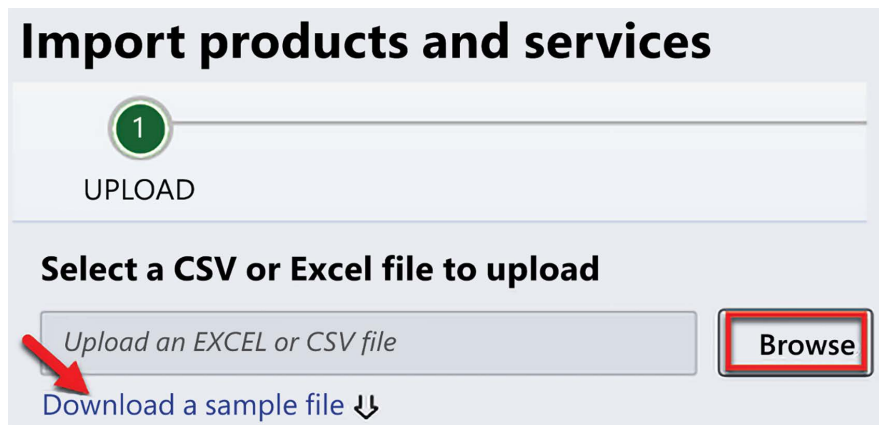 Import products and services
1
UPLOAD
Select a CSV or Excel file to upload
Upload an EXCEL or CSV file
Browse
Download a sample file